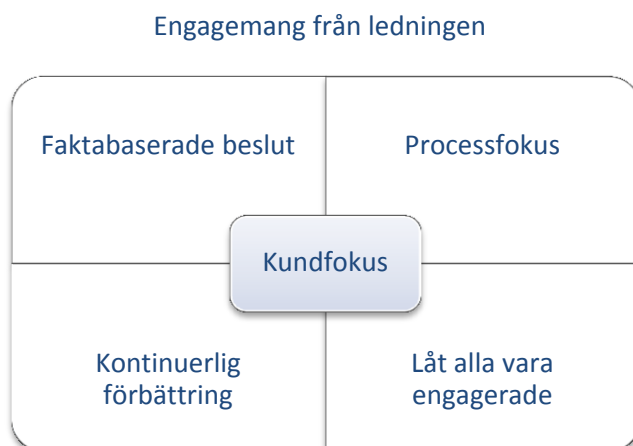 Engagemang från ledningen
Faktabaserade beslut
Processfokus
Kundfokus
Kontinuerlig
förbättring
Låt alla vara
engagerade